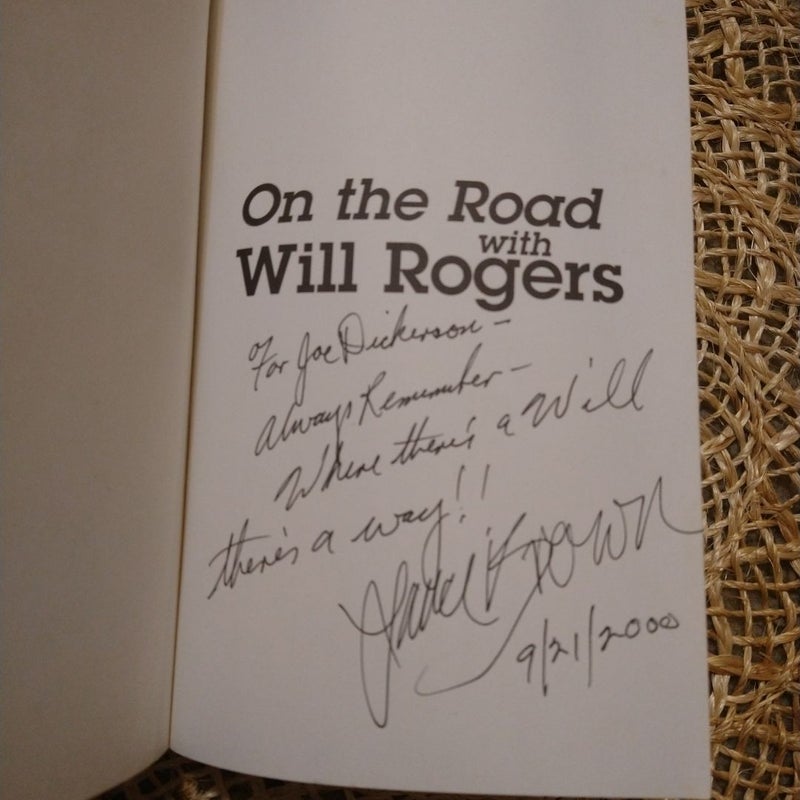 On the Road
with
Will Rogers
For Joe Dickerson –
Always Remember –
Where there's a Will
there's a way!!
Brown
9/21/2000